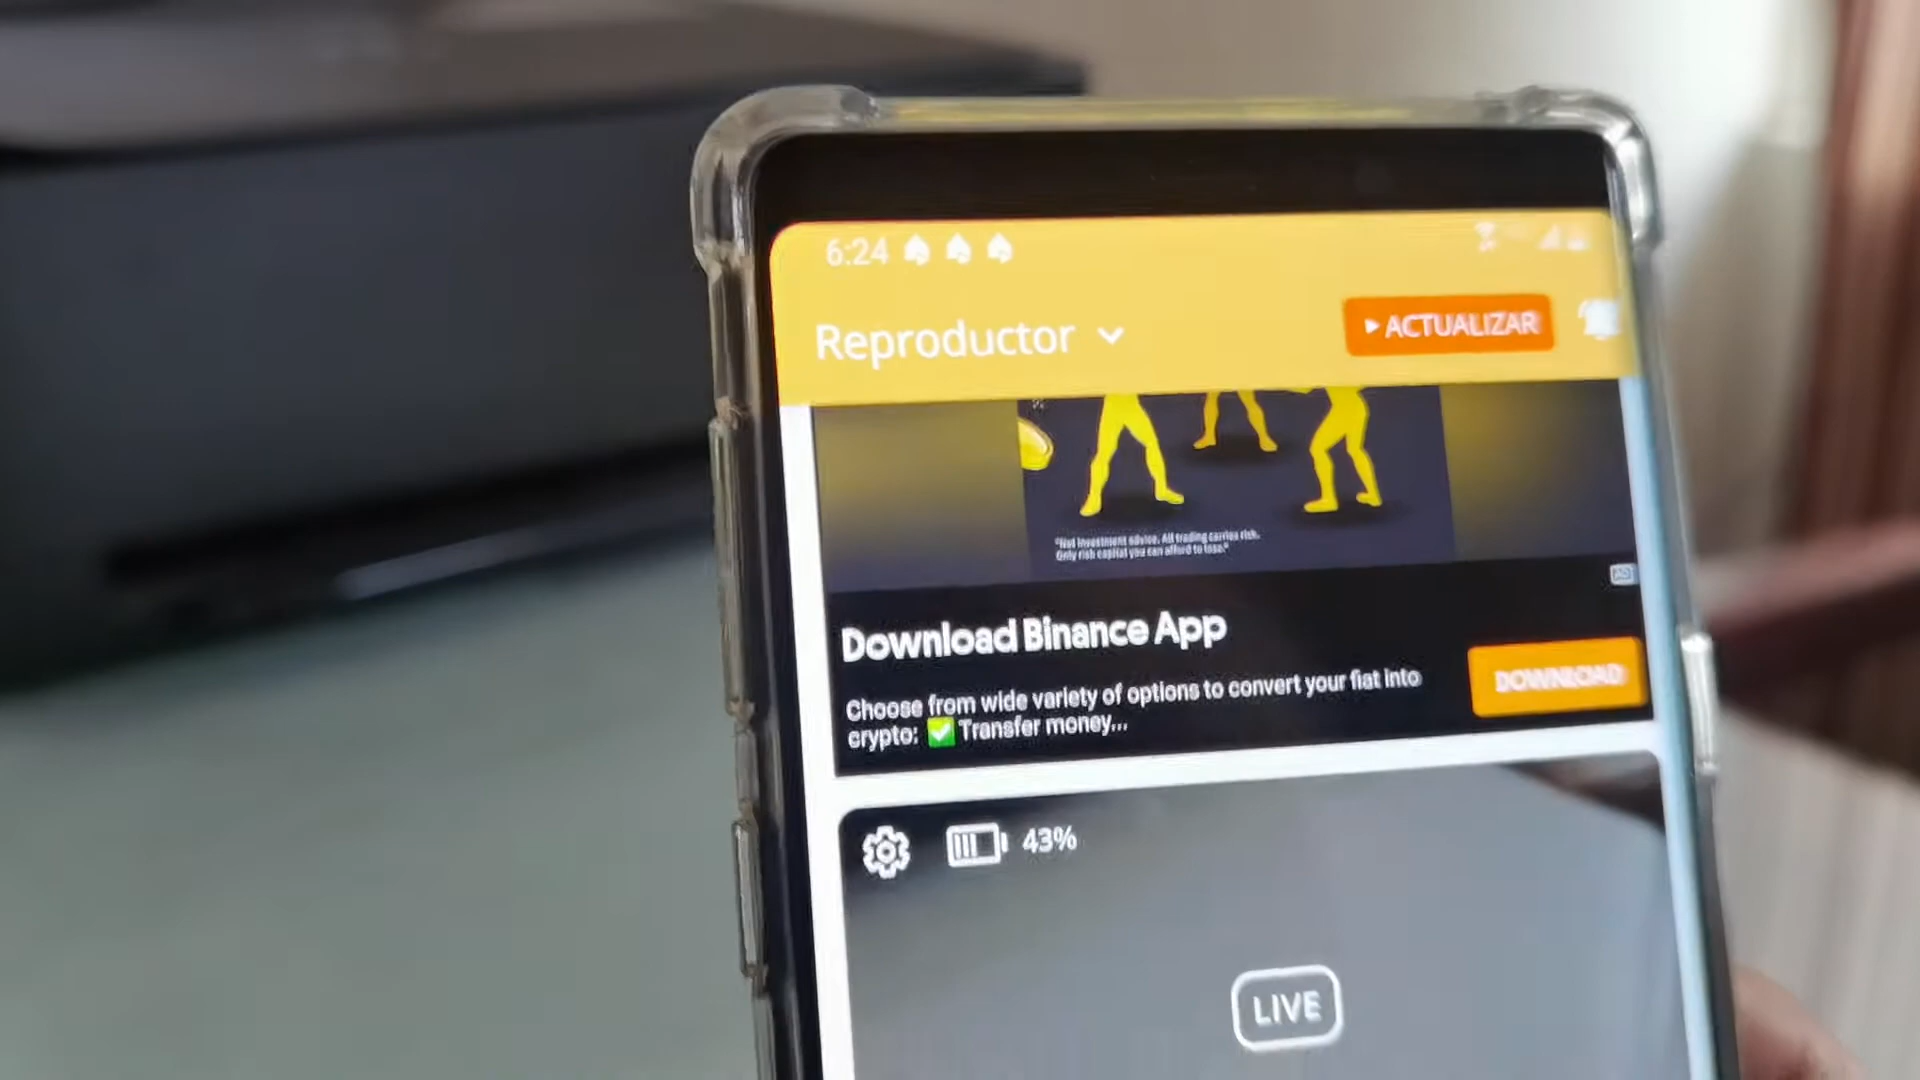 6:24
Reproductor
ACTUALIZAR
"Not investment advice. All trading carries risk.
Only risk capital you can afford to lose."
AD
Download Binance App
Choose from wide variety of options to convert your fiat into
crypto: ✅ Transfer money...
DOWNLOAD
43%
LIVE